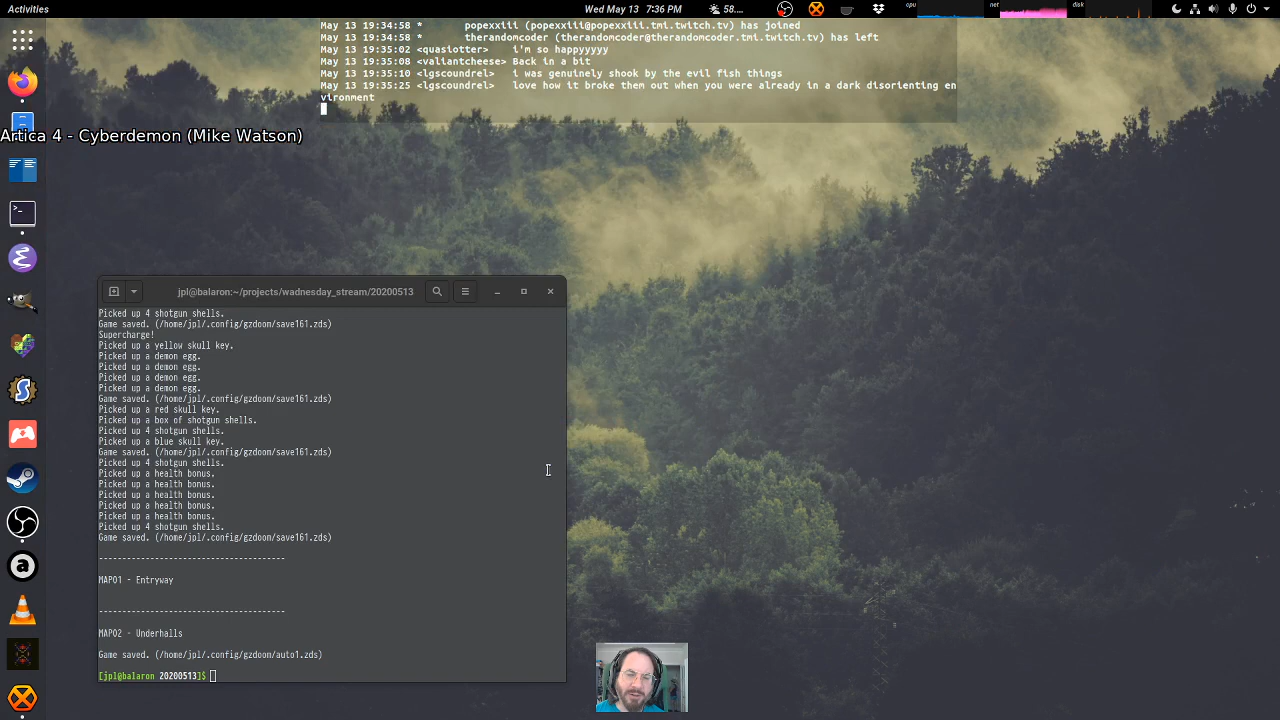 Activities
Wed May 13 7:36 PM
58....
cpu
net
disk
May 13 19:34:58 * popexxiii (popexxiii@popexxiii.tmi.twitch.tv) has joined
May 13 19:34:58 * therandomcoder (therandomcoder@therandomcoder.tmi.twitch.tv) has left
May 13 19:35:02 <quasiotter> i'm so happyyyyy
May 13 19:35:08 <valiantcheese> Back in a bit
May 13 19:35:10 <lgscoundrel> i was genuinely shook by the evil fish things
May 13 19:35:25 <lgscoundrel> love how it broke them out when you were already in a dark disorienting en
vironment
Artica 4 - Cyberdemon (Mike Watson)
jpl@balaron:~/projects/wadnesday_stream/20200513
Picked up 4 shotgun shells.
Game saved. (/home/jpl/.config/gzdoom/save161.zds)
Supercharge!
Picked up a yellow skull key.
Picked up a demon egg.
Picked up a demon egg.
Picked up a demon egg.
Picked up a demon egg.
Game saved. (/home/jpl/.config/gzdoom/save161.zds)
Picked up a red skull key.
Picked up a box of shotgun shells.
Picked up 4 shotgun shells.
Picked up a blue skull key.
Game saved. (/home/jpl/.config/gzdoom/save161.zds)
Picked up 4 shotgun shells.
Picked up a health bonus.
Picked up a health bonus.
Picked up a health bonus.
Picked up a health bonus.
Picked up a health bonus.
Picked up 4 shotgun shells.
Game saved. (/home/jpl/.config/gzdoom/save161.zds)
---------------------------------------
MAP01 - Entryway
---------------------------------------
MAP02 - Underhalls
Game saved. (/home/jpl/.config/gzdoom/auto1.zds)
[jpl@balaron 20200513]$